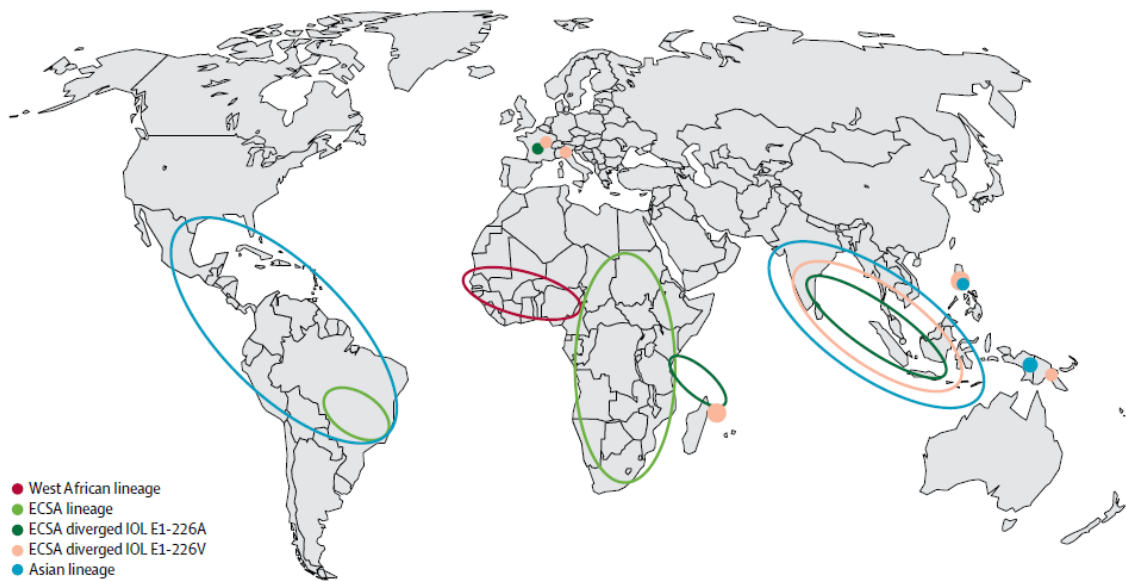 West African lineage
ECSA lineage
ECSA diverged IOL E1-226A
ECSA diverged IOL E1-226V
Asian lineage